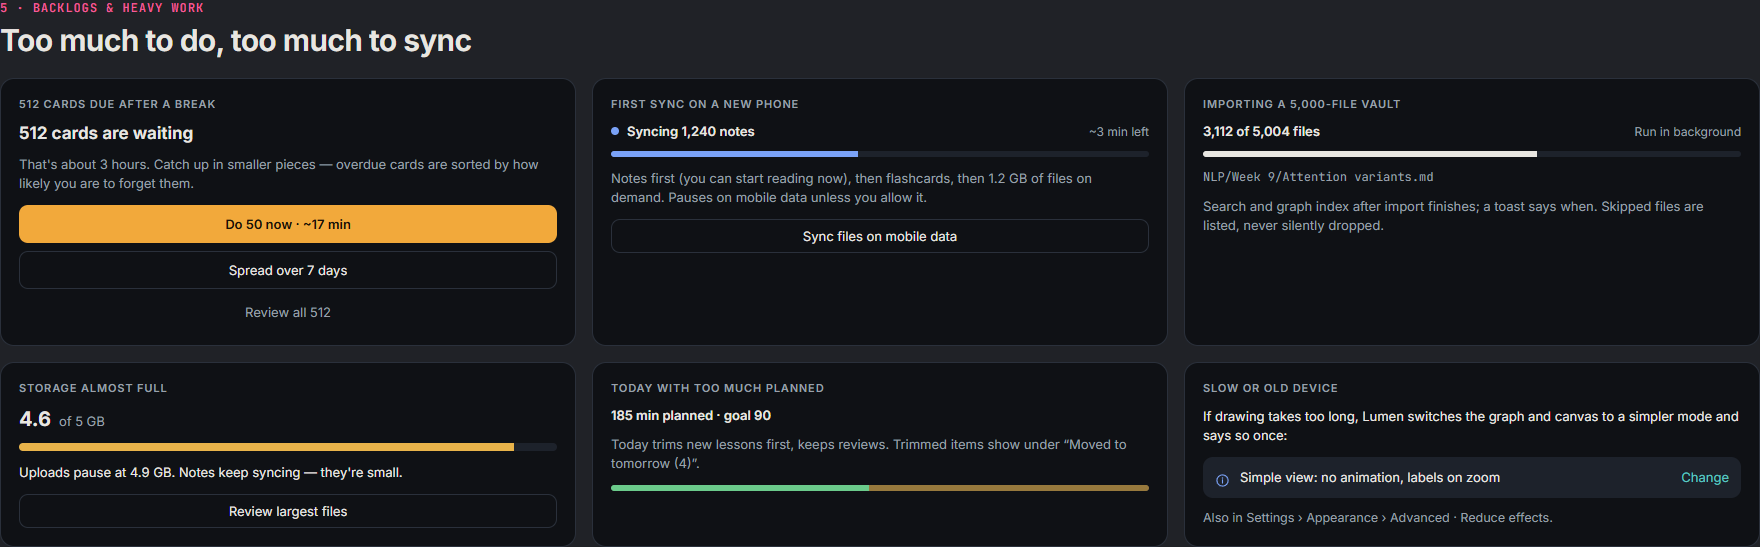 5 · BACKLOGS & HEAVY WORK
Too much to do, too much to sync
512 CARDS DUE AFTER A BREAK
512 cards are waiting
That's about 3 hours. Catch up in smaller pieces — overdue cards are sorted by how
likely you are to forget them.
Do 50 now · ~17 min
Spread over 7 days
Review all 512
FIRST SYNC ON A NEW PHONE
Syncing 1,240 notes
~3 min left
Notes first (you can start reading now), then flashcards, then 1.2 GB of files on
demand. Pauses on mobile data unless you allow it.
Sync files on mobile data
IMPORTING A 5,000-FILE VAULT
3,112 of 5,004 files
Run in background
NLP/Week 9/Attention variants.md
Search and graph index after import finishes; a toast says when. Skipped files are
listed, never silently dropped.
STORAGE ALMOST FULL
4.6 of 5 GB
Uploads pause at 4.9 GB. Notes keep syncing — they're small.
Review largest files
TODAY WITH TOO MUCH PLANNED
185 min planned · goal 90
Today trims new lessons first, keeps reviews. Trimmed items show under “Moved to
tomorrow (4)”.
SLOW OR OLD DEVICE
If drawing takes too long, Lumen switches the graph and canvas to a simpler mode and
says so once:
Simple view: no animation, labels on zoom
Change
Also in Settings › Appearance › Advanced · Reduce effects.